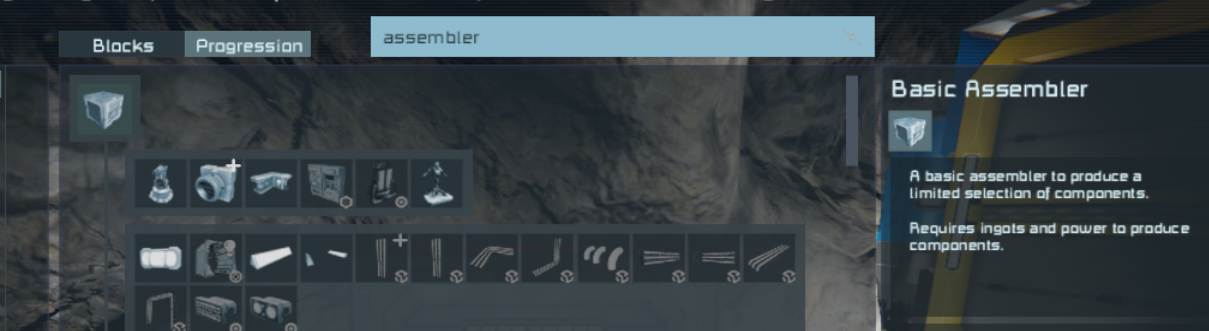 Blocks
Progression
assembler
Basic Assembler
A basic assembler to produce a
limited selection of components.
Requires ingots and power to produce
components.